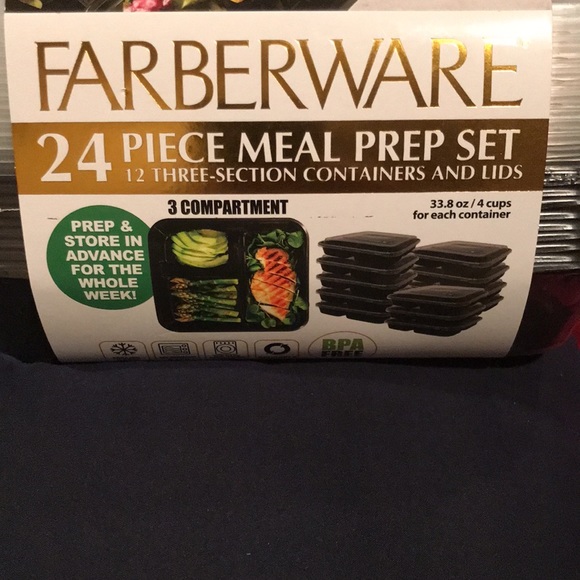 FARBERWARE
24 PIECE MEAL PREP SET
12 THREE-SECTION CONTAINERS AND LIDS
3 COMPARTMENT
33.8 oz / 4 cups
for each container
PREP &
STORE IN
ADVANCE
FOR THE
WHOLE
WEEK!
BPA
FREE